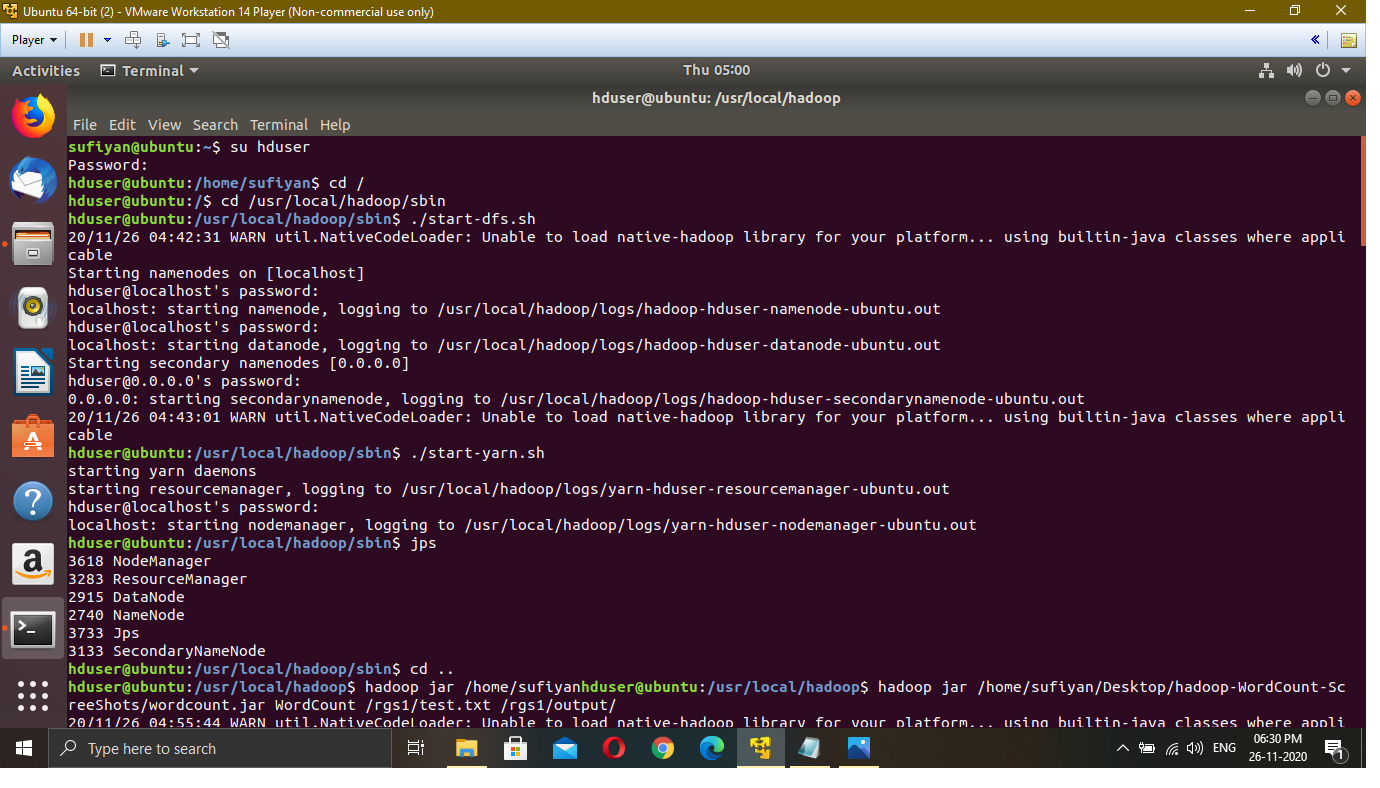 Ubuntu 64-bit (2) - VMware Workstation 14 Player (Non-commercial use only)
Player
Activities Terminal Thu 05:00
hduser@ubuntu: /usr/local/hadoop
File Edit View Search Terminal Help
sufiyan@ubuntu:~$ su hduser
Password:
hduser@ubuntu:/home/sufiyan$ cd /
hduser@ubuntu:/$ cd /usr/local/hadoop/sbin
hduser@ubuntu:/usr/local/hadoop/sbin$ ./start-dfs.sh
20/11/26 04:42:31 WARN util.NativeCodeLoader: Unable to load native-hadoop library for your platform... using builtin-java classes where appli
cable
Starting namenodes on [localhost]
hduser@localhost's password:
localhost: starting namenode, logging to /usr/local/hadoop/logs/hadoop-hduser-namenode-ubuntu.out
hduser@localhost's password:
localhost: starting datanode, logging to /usr/local/hadoop/logs/hadoop-hduser-datanode-ubuntu.out
Starting secondary namenodes [0.0.0.0]
hduser@0.0.0.0's password:
0.0.0.0: starting secondarynamenode, logging to /usr/local/hadoop/logs/hadoop-hduser-secondarynamenode-ubuntu.out
20/11/26 04:43:01 WARN util.NativeCodeLoader: Unable to load native-hadoop library for your platform... using builtin-java classes where appli
cable
hduser@ubuntu:/usr/local/hadoop/sbin$ ./start-yarn.sh
starting yarn daemons
starting resourcemanager, logging to /usr/local/hadoop/logs/yarn-hduser-resourcemanager-ubuntu.out
hduser@localhost's password:
localhost: starting nodemanager, logging to /usr/local/hadoop/logs/yarn-hduser-nodemanager-ubuntu.out
hduser@ubuntu:/usr/local/hadoop/sbin$ jps
3618 NodeManager
3283 ResourceManager
2915 DataNode
2740 NameNode
3733 Jps
3133 SecondaryNameNode
hduser@ubuntu:/usr/local/hadoop/sbin$ cd ..
hduser@ubuntu:/usr/local/hadoop$ hadoop jar /home/sufiyanhduser@ubuntu:/usr/local/hadoop$ hadoop jar /home/sufiyan/Desktop/hadoop-WordCount-Sc
reeShots/wordcount.jar WordCount /rgs1/test.txt /rgs1/output/
20/11/26 04:55:44 WARN util.NativeCodeLoader: Unable to load native-hadoop library for your platform... using builtin-java classes where appli
Type here to search
ENG
06:30 PM
26-11-2020
1